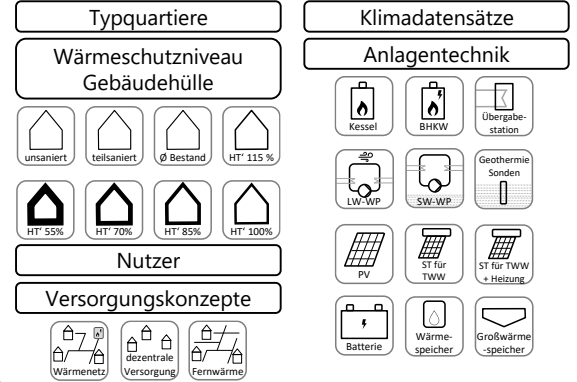 Typquartiere
Wärmeschutzniveau
Gebäudehülle
unsaniert
teilsaniert
Ø Bestand
HT' 115 %
HT' 55%
HT' 70%
HT' 85%
HT' 100%
Nutzer
Versorgungskonzepte
Wärmenetz
dezentrale
Versorgung
Fernwärme
Klimadatensätze
Anlagentechnik
Kessel
BHKW
Übergabe-
station
LW-WP
SW-WP
Geothermie
Sonden
PV
ST für
TWW
ST für TWW
+ Heizung
Batterie
Wärme-
speicher
Großwärme
-speicher